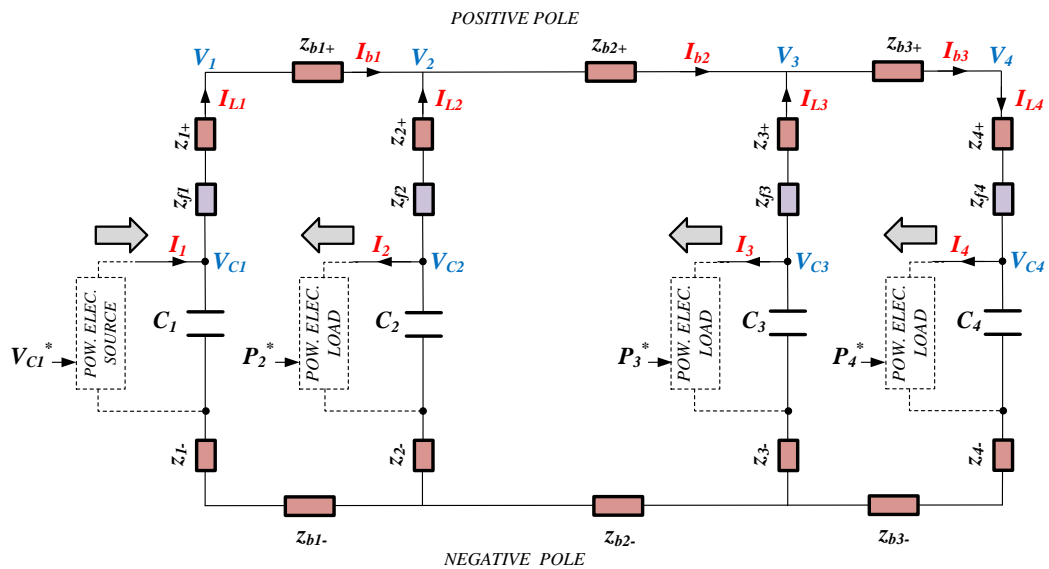 POSITIVE POLE
V1 zb1+ Ib1 V2 zb2+ Ib2 V3 zb3+ Ib3 V4
IL1 IL2 IL3 IL4
z1+ z2+ z3+ z4+
zf1 zf2 zf3 zf4
I1 VC1 I2 VC2 I3 VC3 I4 VC4
POW. ELEC.
SOURCE
POW. ELEC.
LOAD
POW. ELEC.
LOAD
POW. ELEC.
LOAD
C1 C2 C3 C4
VC1* P2* P3* P4*
z1- z2- z3- z4-
zb1- zb2- zb3-
NEGATIVE POLE